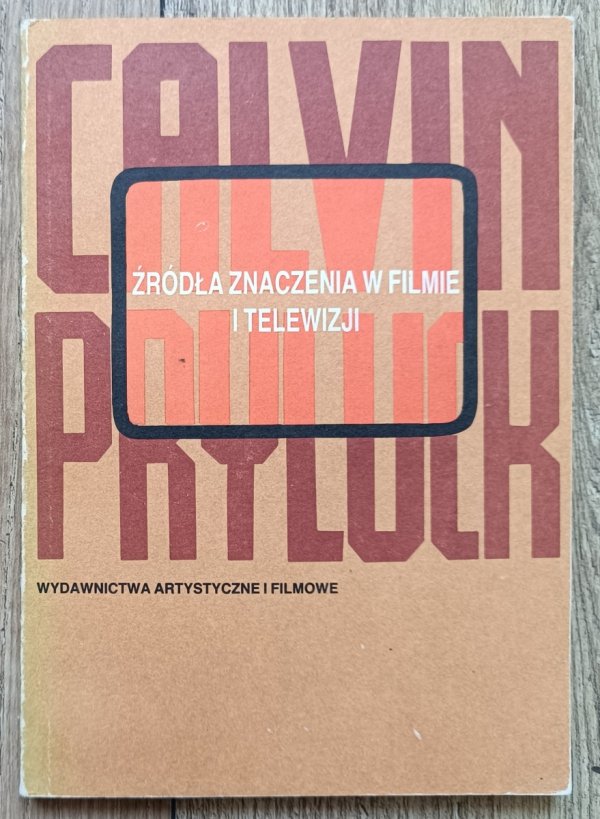 CALVIN
ŹRÓDŁA ZNACZENIA W FILMIE
I TELEWIZJI
PRYLUCK
WYDAWNICTWA ARTYSTYCZNE I FILMOWE